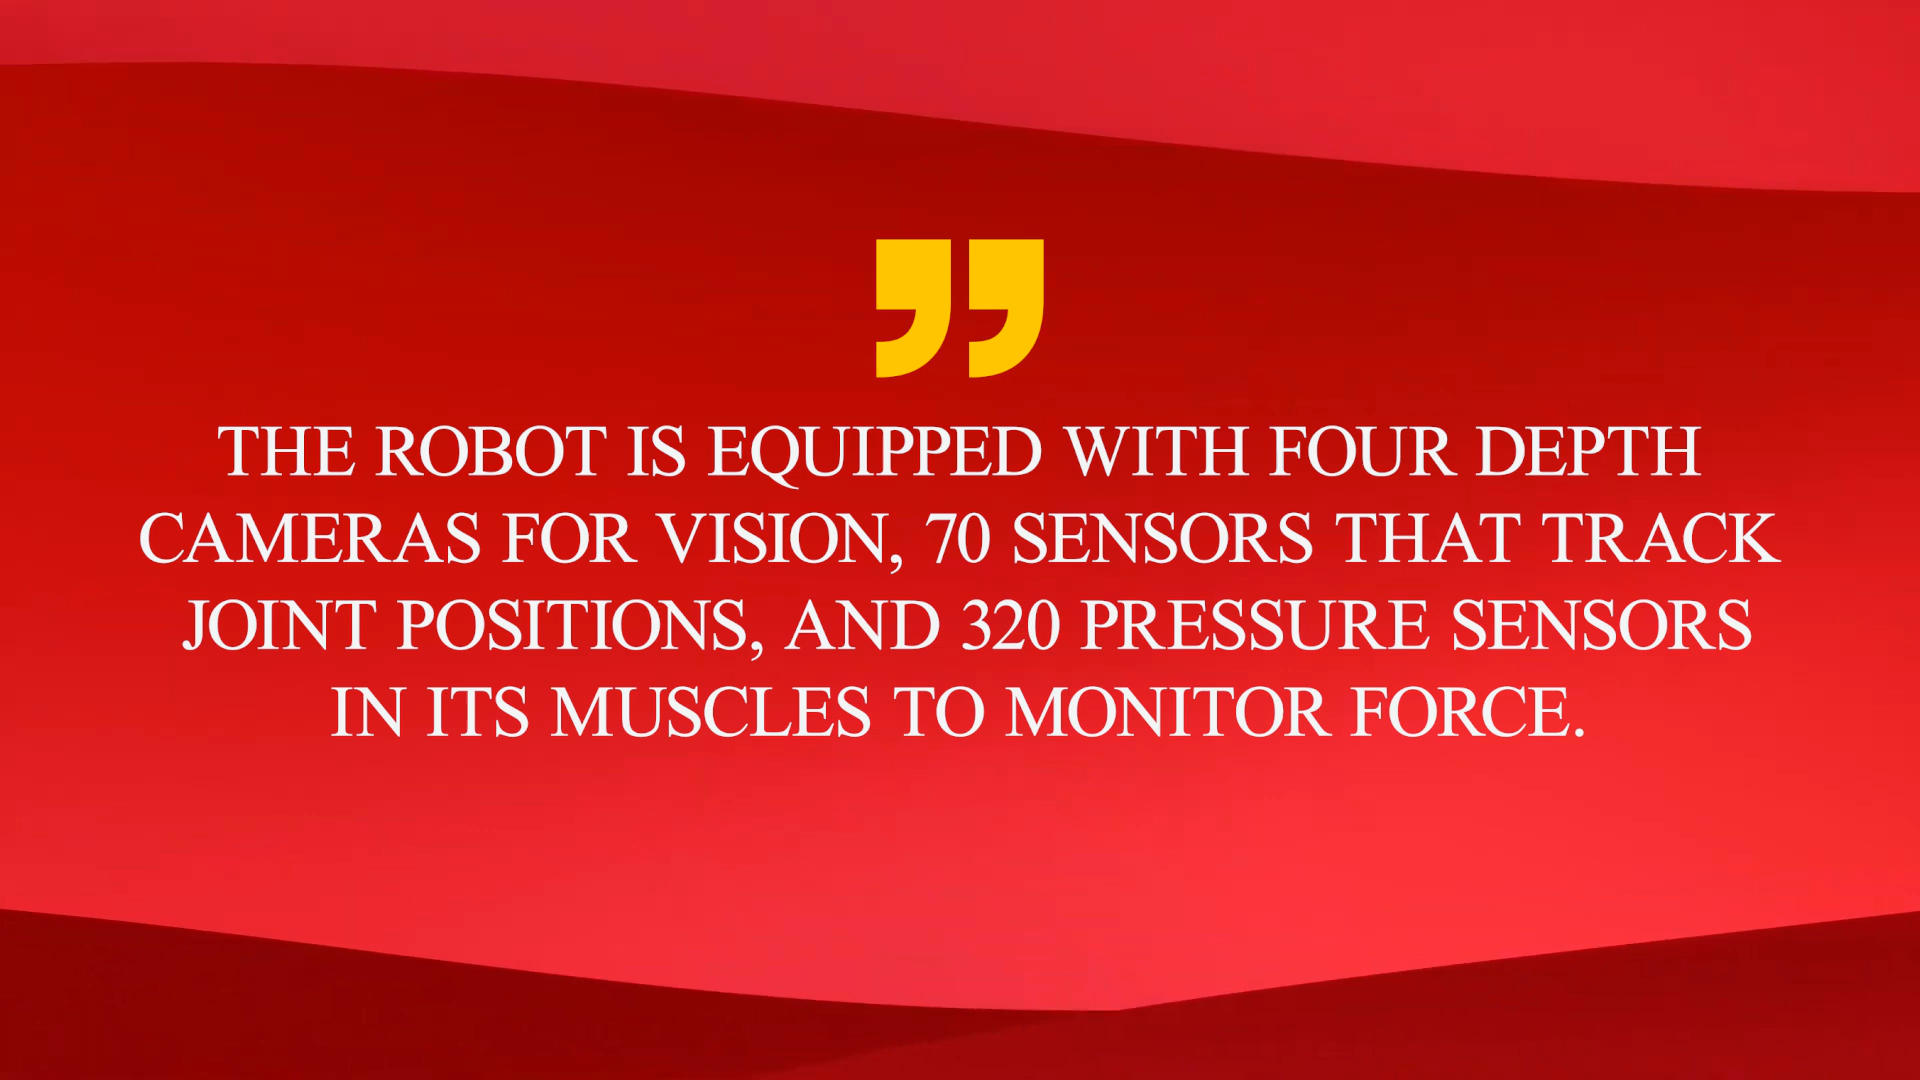 THE ROBOT IS EQUIPPED WITH FOUR DEPTH
CAMERAS FOR VISION, 70 SENSORS THAT TRACK
JOINT POSITIONS, AND 320 PRESSURE SENSORS
IN ITS MUSCLES TO MONITOR FORCE.